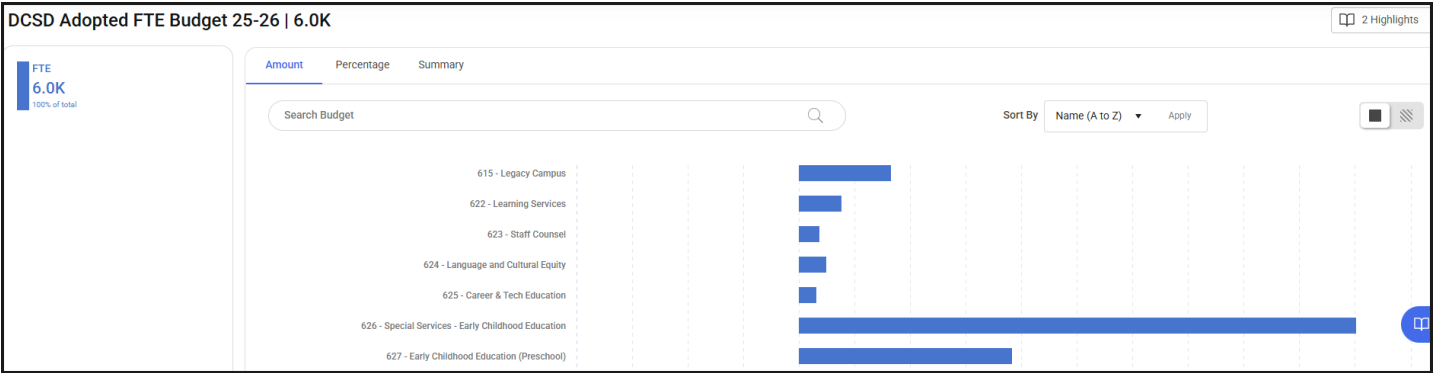 DCSD Adopted FTE Budget 25-26 | 6.0K
2 Highlights
FTE
6.0K
100% of total
Amount Percentage Summary
Search Budget
Sort By Name (A to Z) Apply
615 - Legacy Campus
622 - Learning Services
623 - Staff Counsel
624 - Language and Cultural Equity
625 - Career & Tech Education
626 - Special Services - Early Childhood Education
627 - Early Childhood Education (Preschool)